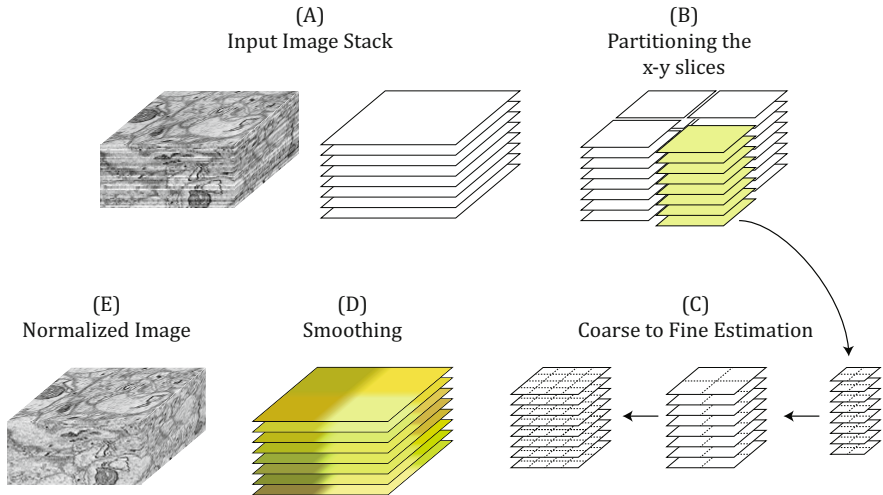 (A)
Input Image Stack
(B)
Partitioning the
x-y slices
(E)
Normalized Image
(D)
Smoothing
(C)
Coarse to Fine Estimation